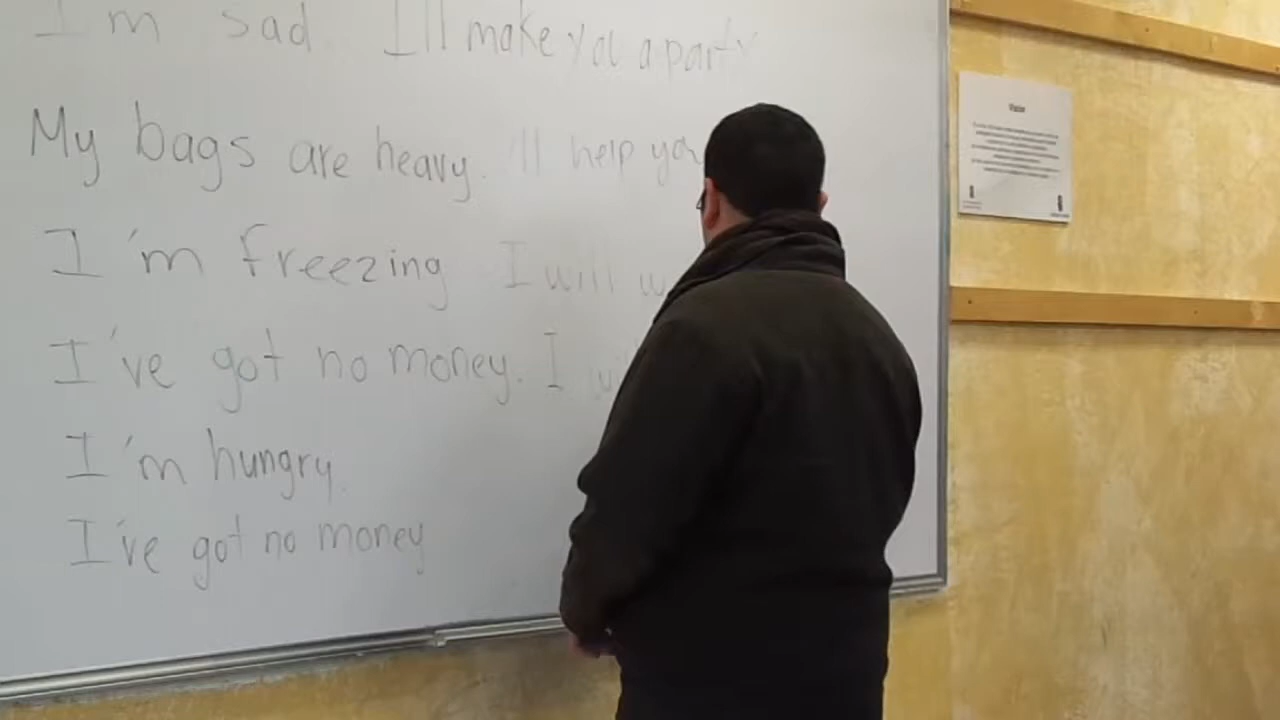 I'm sad. I'll make you a party
My bags are heavy. I'll help you
I'm freezing I will
I've got no money. I
I'm hungry.
I've got no money